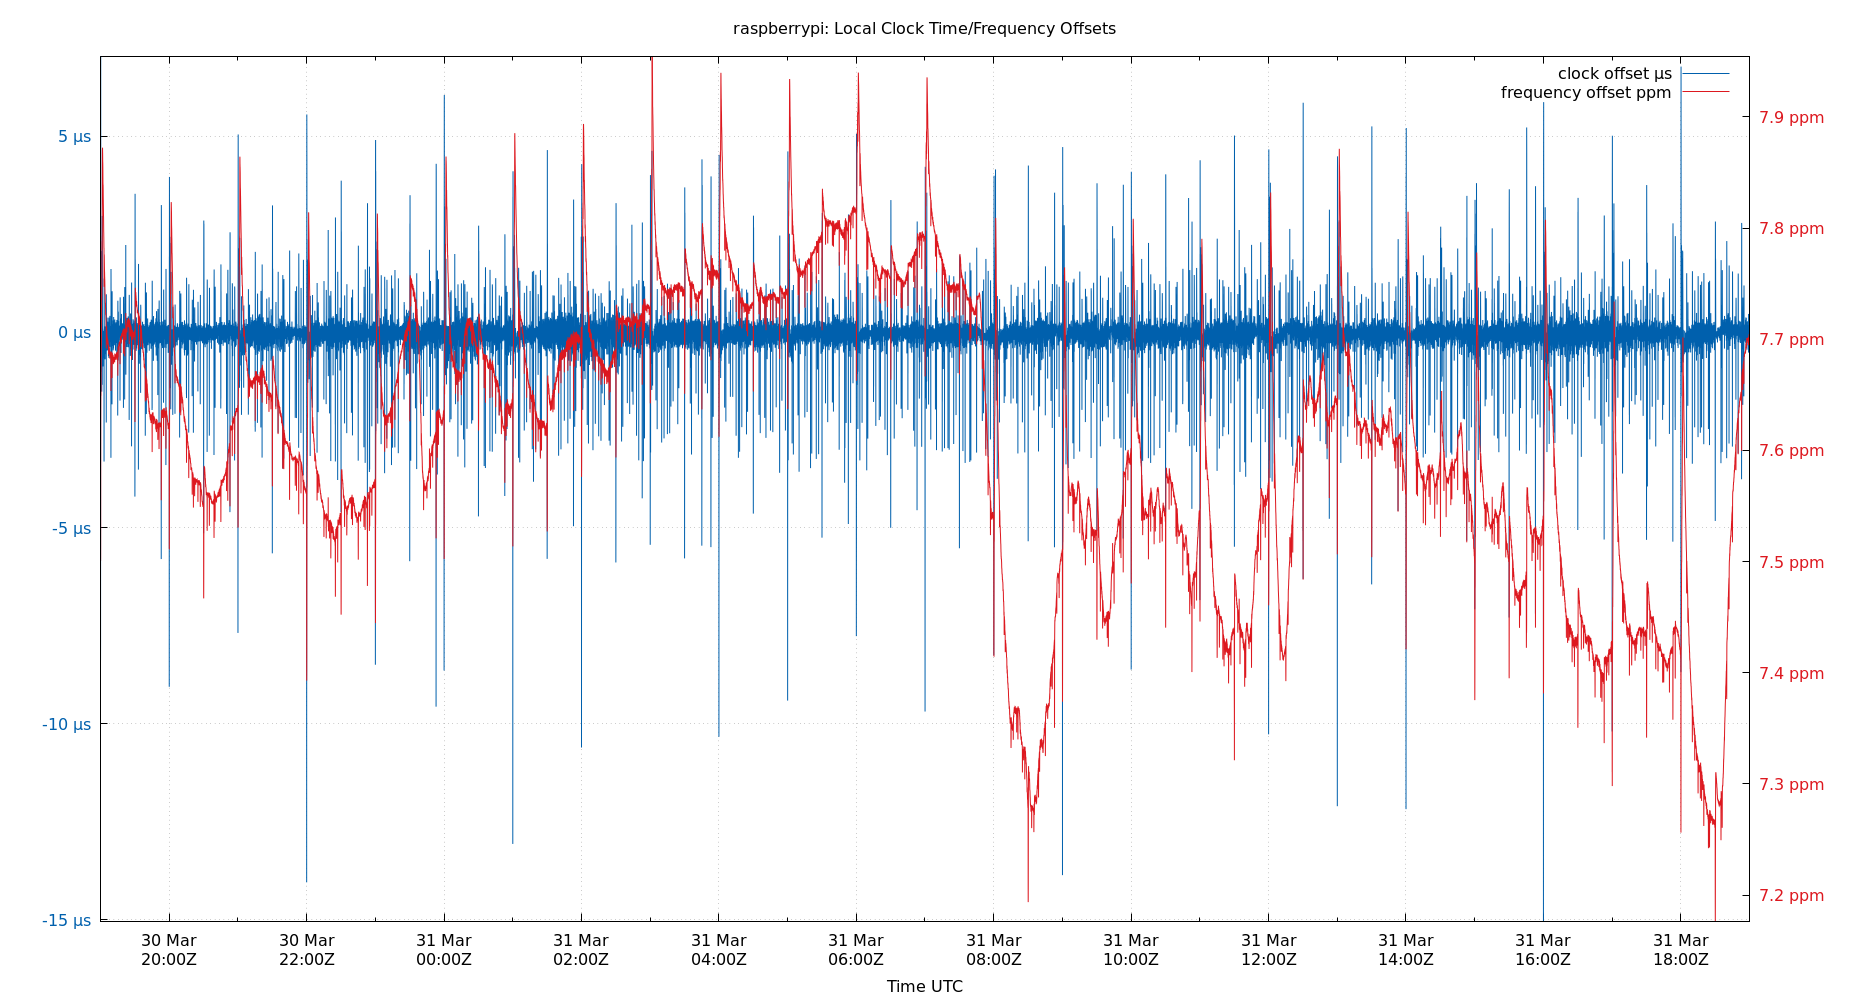 raspberrypi: Local Clock Time/Frequency Offsets
clock offset µs
frequency offset ppm
5 µs
0 µs
-5 µs
-10 µs
-15 µs
7.9 ppm
7.8 ppm
7.7 ppm
7.6 ppm
7.5 ppm
7.4 ppm
7.3 ppm
7.2 ppm
30 Mar 30 Mar 31 Mar 31 Mar 31 Mar 31 Mar 31 Mar 31 Mar 31 Mar 31 Mar 31 Mar 31 Mar
20:00Z 22:00Z 00:00Z 02:00Z 04:00Z 06:00Z 08:00Z 10:00Z 12:00Z 14:00Z 16:00Z 18:00Z
Time UTC